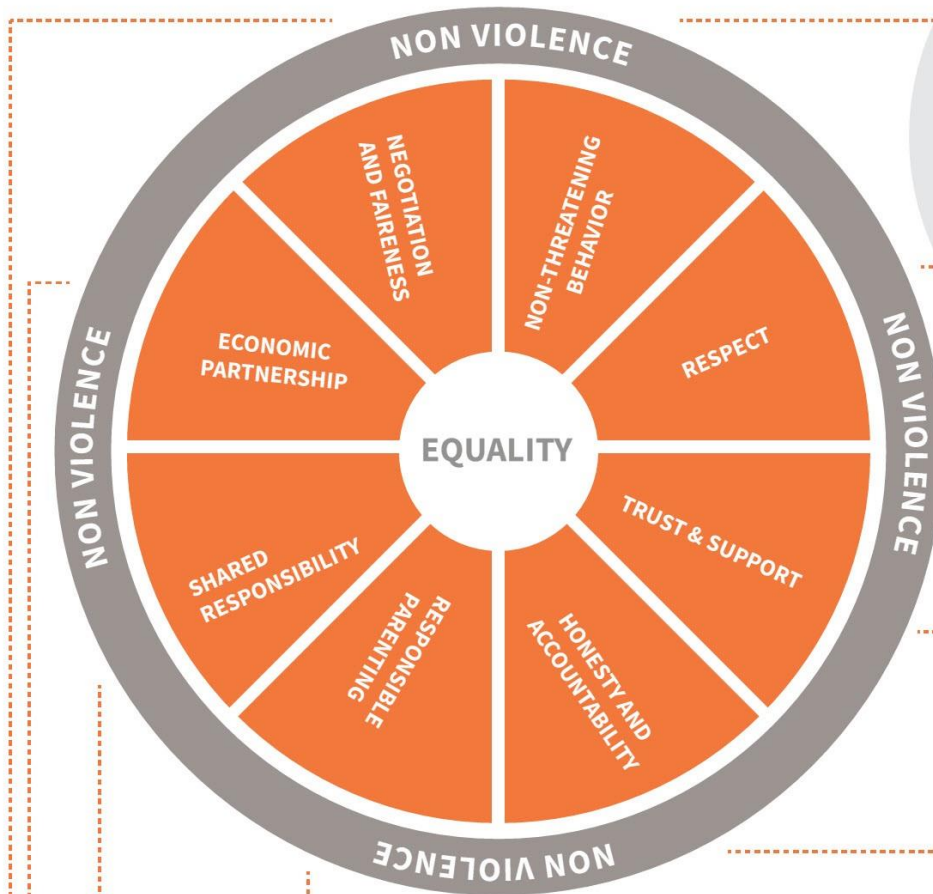 NON VIOLENCE
NEGOTIATION
AND FAIRENESS
NON-THREATENING
BEHAVIOR
RESPECT
NON VIOLENCE
TRUST & SUPPORT
HONESTY AND
ACCOUNTABILITY
NON VIOLENCE
RESPONSIBLE
PARENTING
SHARED
RESPONSIBILITY
NON VIOLENCE
ECONOMIC
PARTNERSHIP
EQUALITY